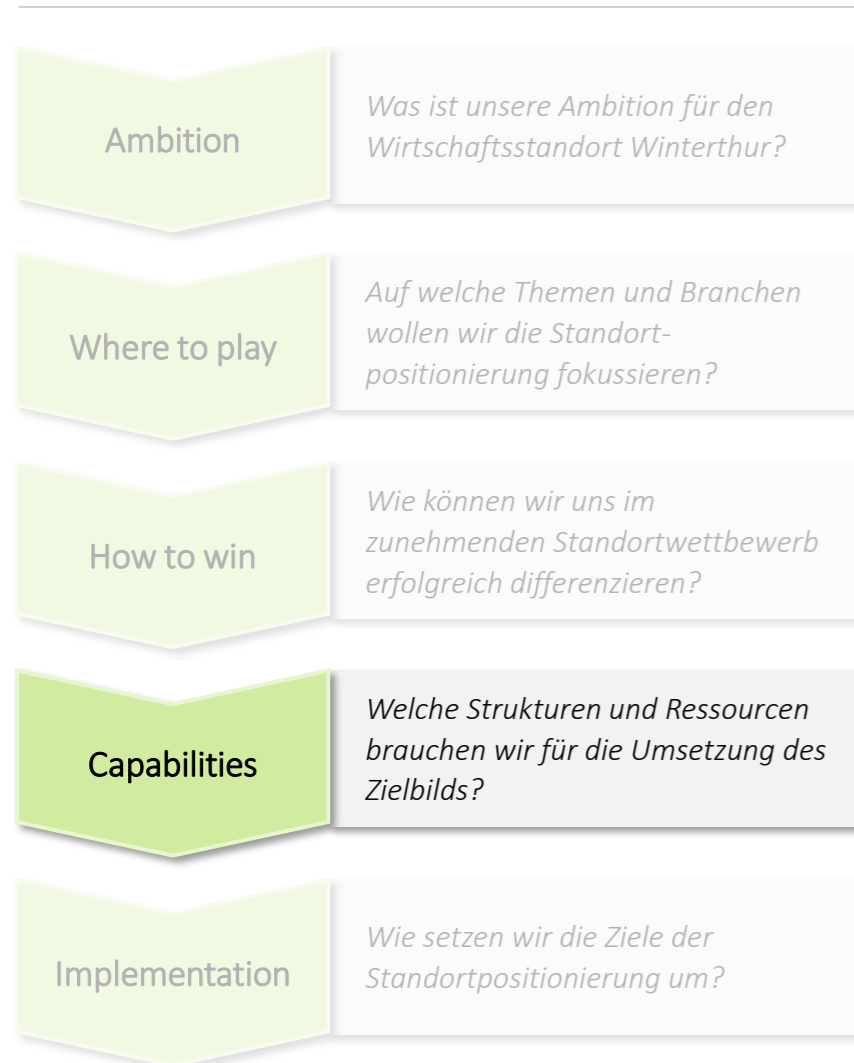 Ambition
Was ist unsere Ambition für den
Wirtschaftsstandort Winterthur?
Where to play
Auf welche Themen und Branchen
wollen wir die Standort-
positionierung fokussieren?
How to win
Wie können wir uns im
zunehmenden Standortwettbewerb
erfolgreich differenzieren?
Capabilities
Welche Strukturen und Ressourcen
brauchen wir für die Umsetzung des
Zielbilds?
Implementation
Wie setzen wir die Ziele der
Standortpositionierung um?